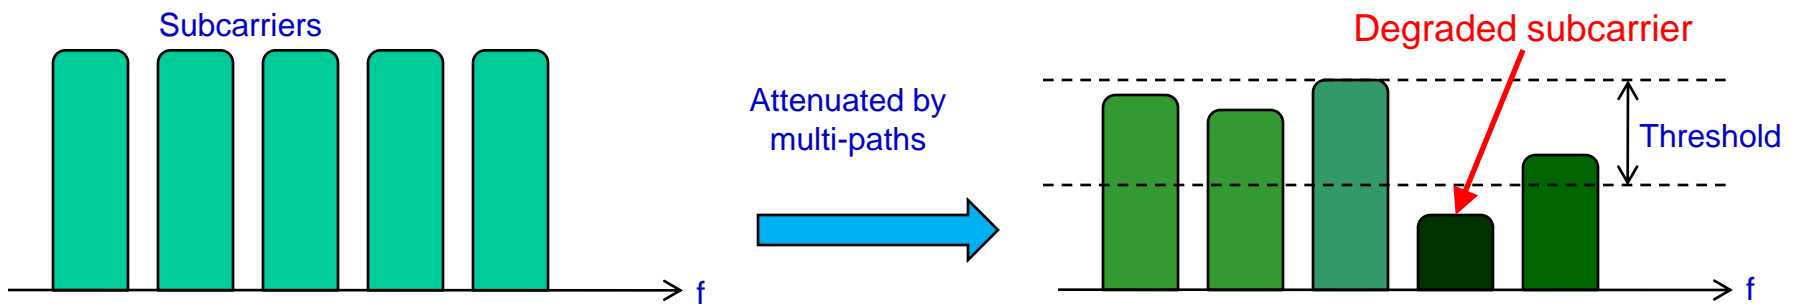 Subcarriers
f
Attenuated by
multi-paths
Degraded subcarrier
Threshold
f